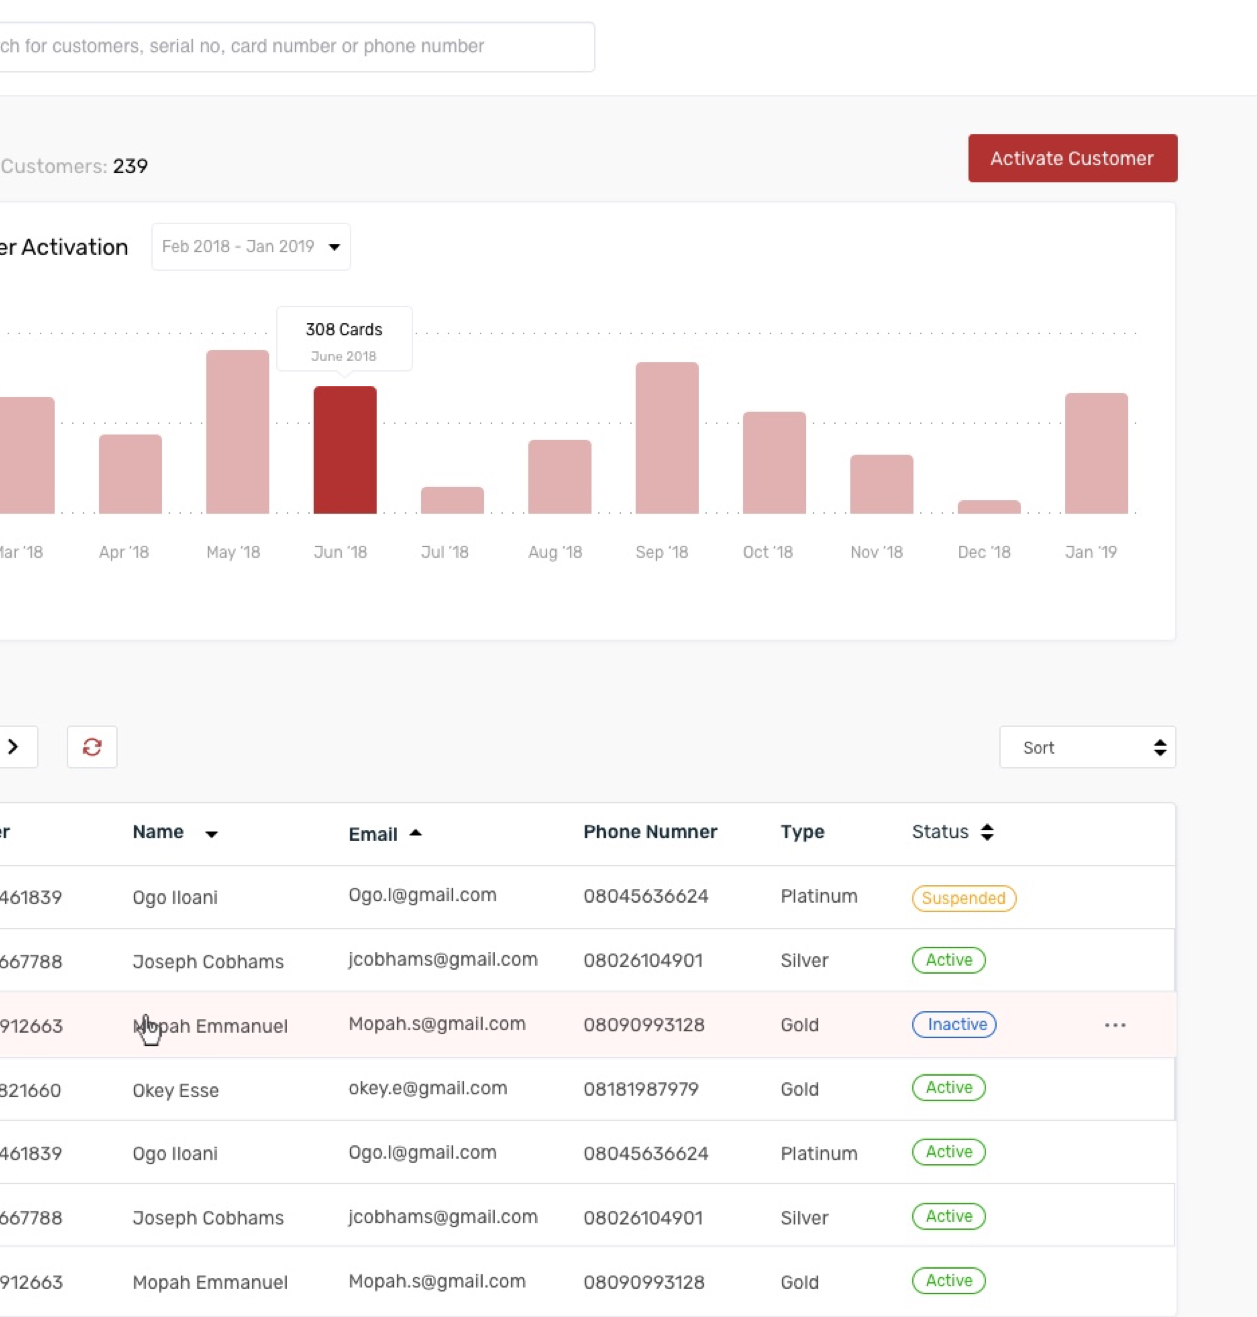 ch for customers, serial no, card number or phone number
Customers: 239
Activate Customer
er Activation
Feb 2018 - Jan 2019
308 Cards
June 2018
Mar '18
Apr '18
May '18
Jun '18
Jul '18
Aug '18
Sep '18
Oct '18
Nov '18
Dec '18
Jan '19
Sort
er Name Email Phone Numner Type Status
461839 Ogo Iloani Ogo.I@gmail.com 08045636624 Platinum Suspended
667788 Joseph Cobhams jcobhams@gmail.com 08026104901 Silver Active
912663 Mopah Emmanuel Mopah.s@gmail.com 08090993128 Gold Inactive
821660 Okey Esse okey.e@gmail.com 08181987979 Gold Active
461839 Ogo Iloani Ogo.I@gmail.com 08045636624 Platinum Active
667788 Joseph Cobhams jcobhams@gmail.com 08026104901 Silver Active
912663 Mopah Emmanuel Mopah.s@gmail.com 08090993128 Gold Active